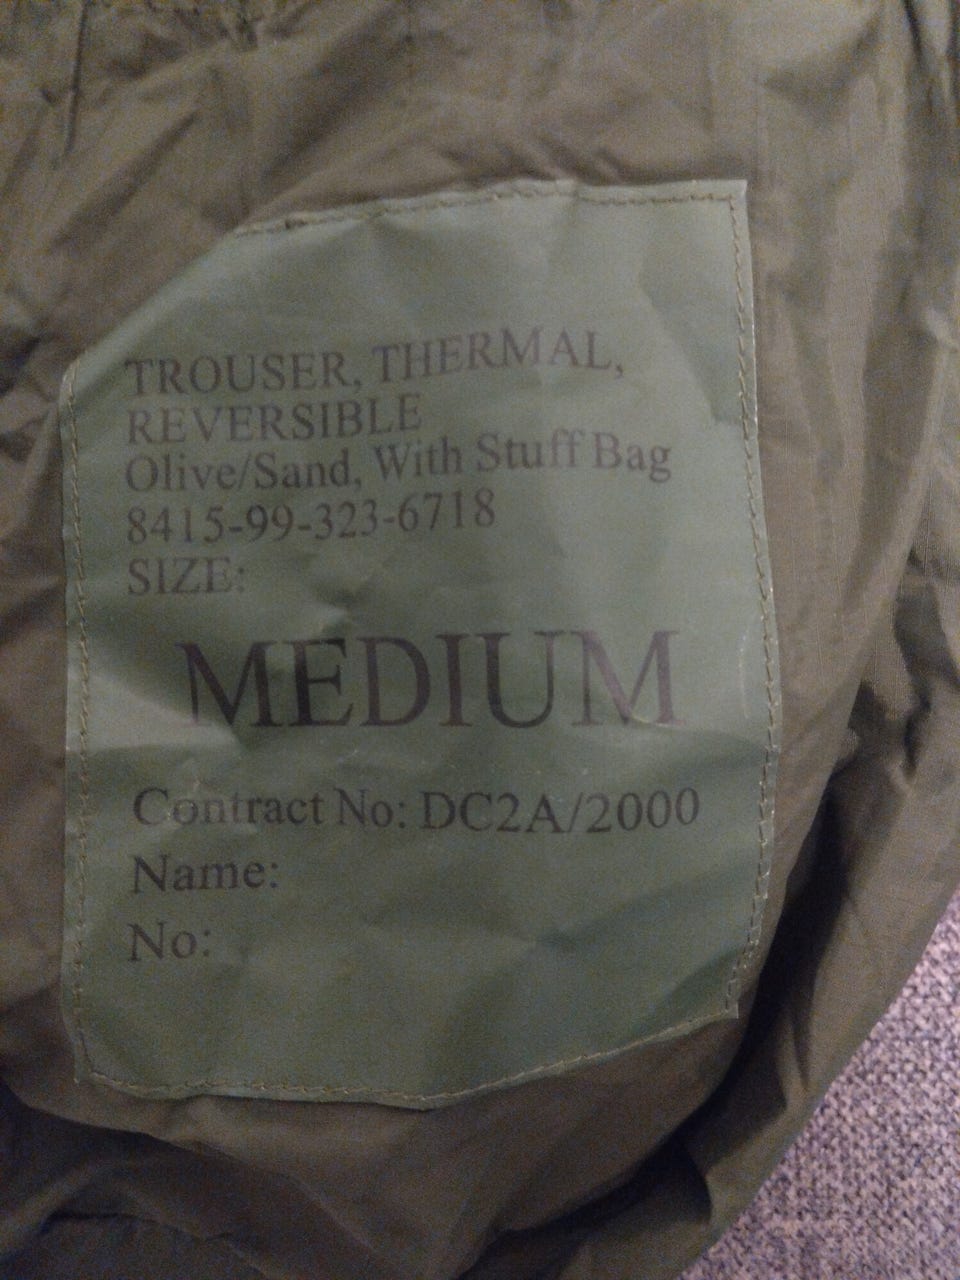 TROUSER, THERMAL,
REVERSIBLE
Olive/Sand, With Stuff Bag
8415-99-323-6718
SIZE:
MEDIUM
Contract No: DC2A/2000
Name:
No: